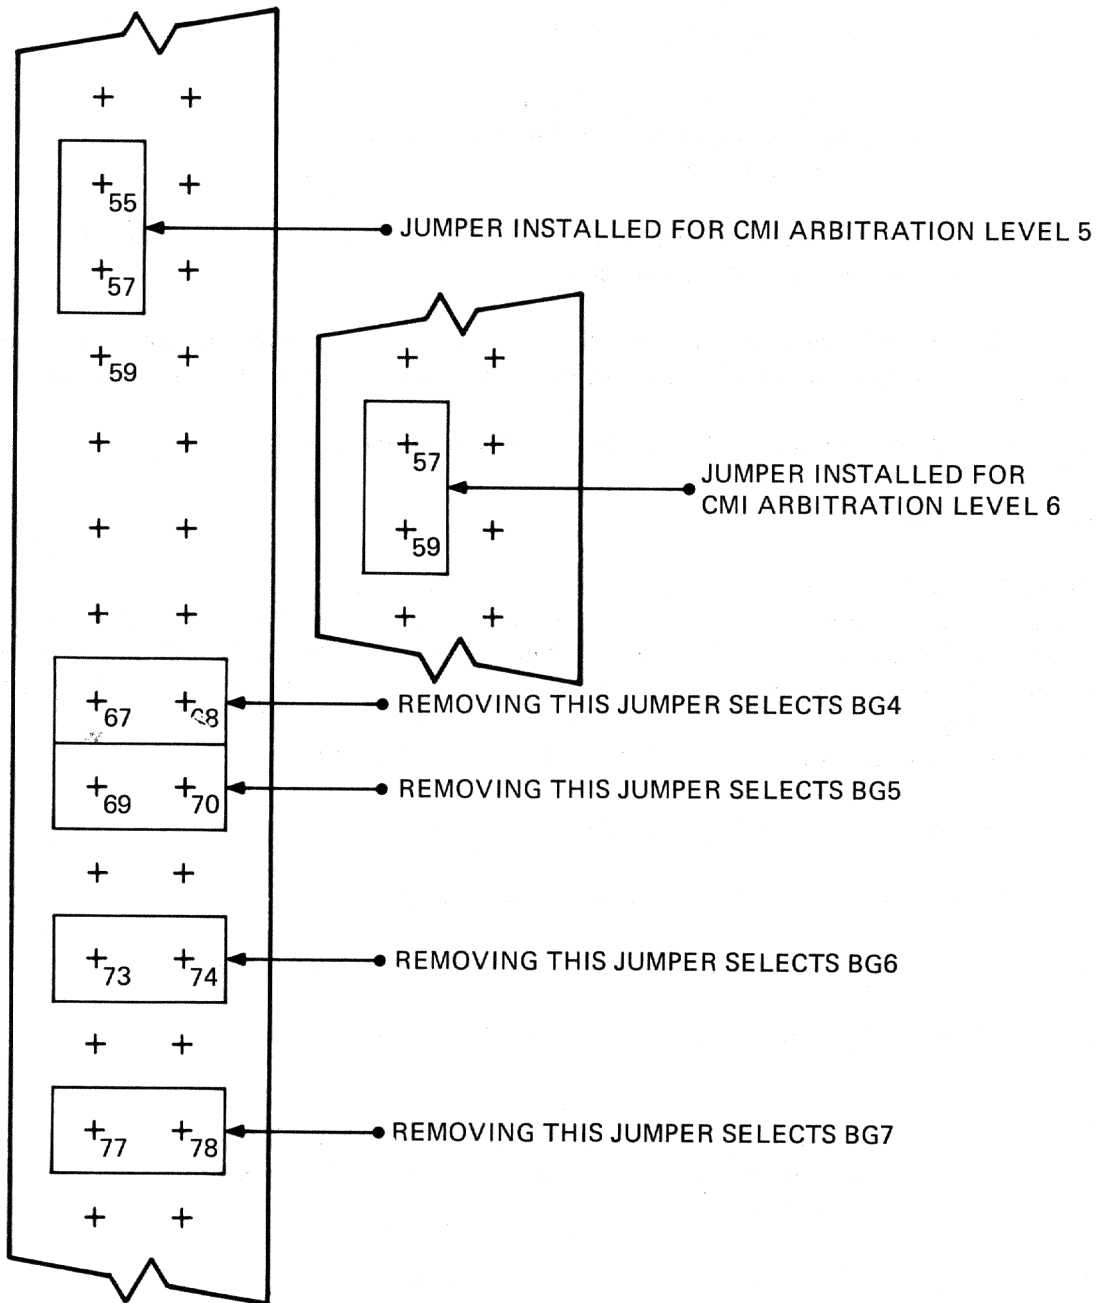 55
JUMPER INSTALLED FOR CMI ARBITRATION LEVEL 5
57
59
57
JUMPER INSTALLED FOR
CMI ARBITRATION LEVEL 6
59
67 68 REMOVING THIS JUMPER SELECTS BG4
69 70 REMOVING THIS JUMPER SELECTS BG5
73 74 REMOVING THIS JUMPER SELECTS BG6
77 78 REMOVING THIS JUMPER SELECTS BG7